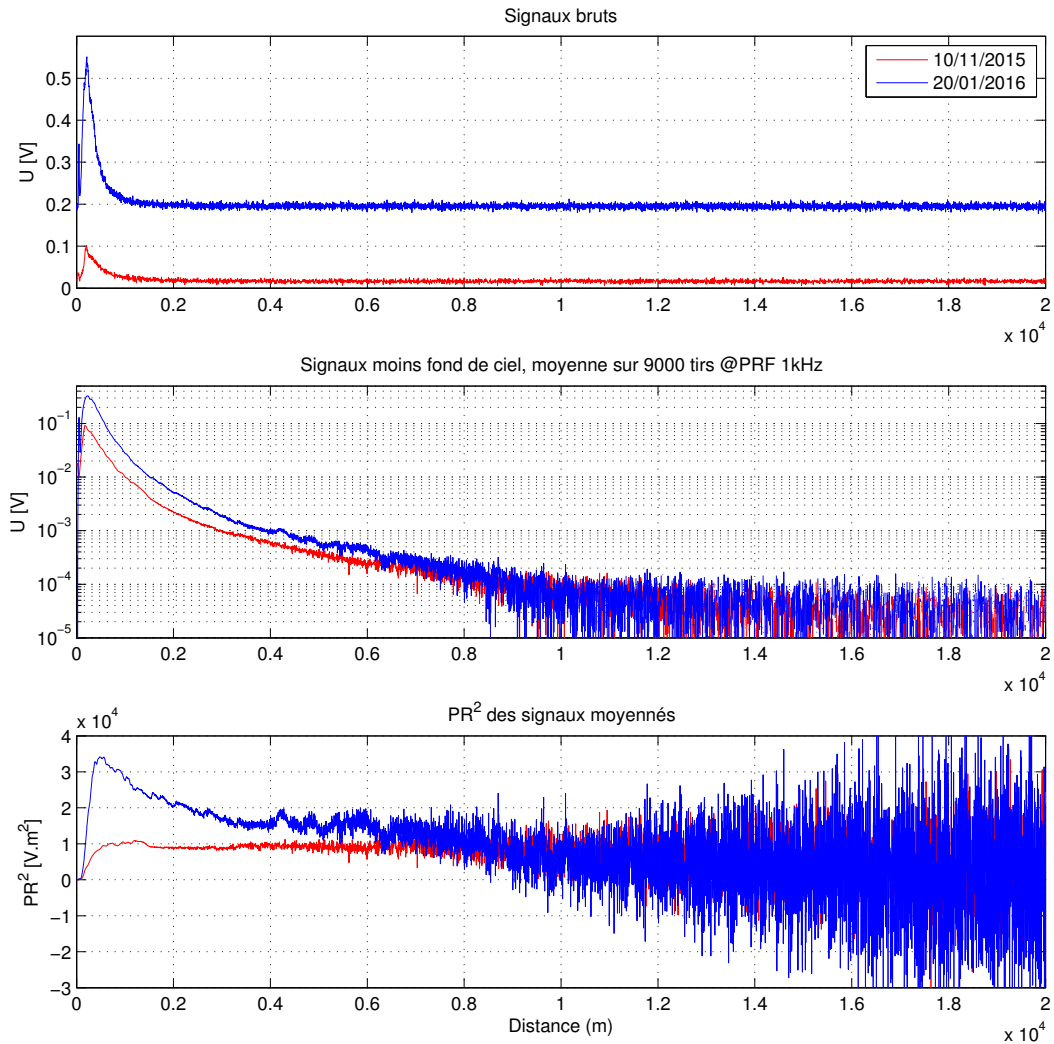 Signaux bruts
U [V]
0.5
0.4
0.3
0.2
0.1
0
10/11/2015
20/01/2016
0 0.2 0.4 0.6 0.8 1 1.2 1.4 1.6 1.8 2
x 10^4
Signaux moins fond de ciel, moyenne sur 9000 tirs @PRF 1kHz
U [V]
10^−1
10^−2
10^−3
10^−4
10^−5
0 0.2 0.4 0.6 0.8 1 1.2 1.4 1.6 1.8 2
x 10^4
x 10^4
PR^2 des signaux moyennés
PR^2 [V.m^2]
4
3
2
1
0
−1
−2
−3
0 0.2 0.4 0.6 0.8 1 1.2 1.4 1.6 1.8 2
Distance (m)
x 10^4